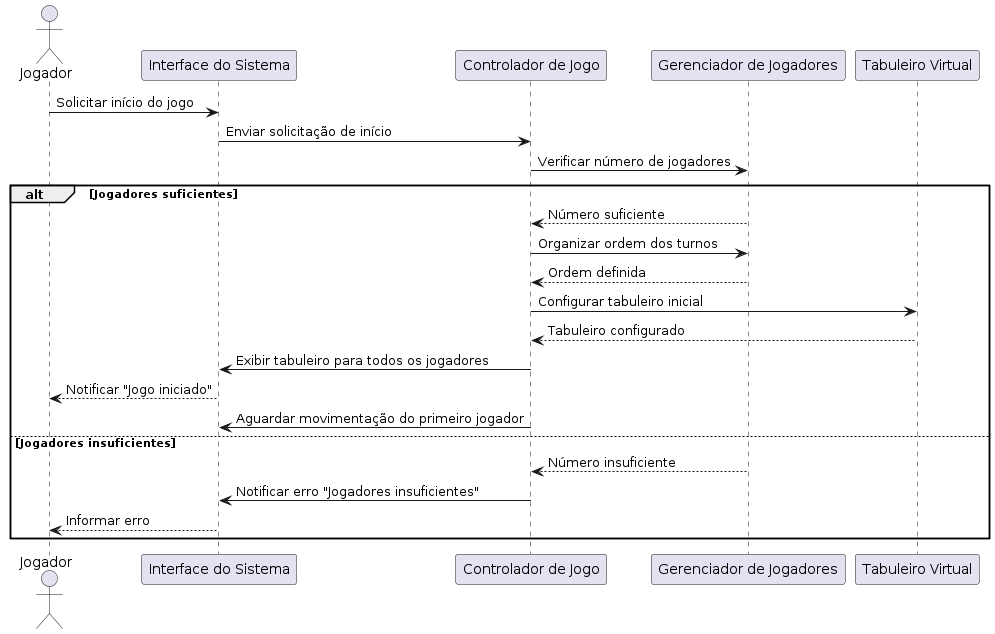 Jogador
Interface do Sistema
Controlador de Jogo
Gerenciador de Jogadores
Tabuleiro Virtual
Solicitar início do jogo
Enviar solicitação de início
Verificar número de jogadores
alt
[Jogadores suficientes]
Número suficiente
Organizar ordem dos turnos
Ordem definida
Configurar tabuleiro inicial
Tabuleiro configurado
Exibir tabuleiro para todos os jogadores
Notificar "Jogo iniciado"
Aguardar movimentação do primeiro jogador
[Jogadores insuficientes]
Número insuficiente
Notificar erro "Jogadores insuficientes"
Informar erro
Jogador
Interface do Sistema
Controlador de Jogo
Gerenciador de Jogadores
Tabuleiro Virtual